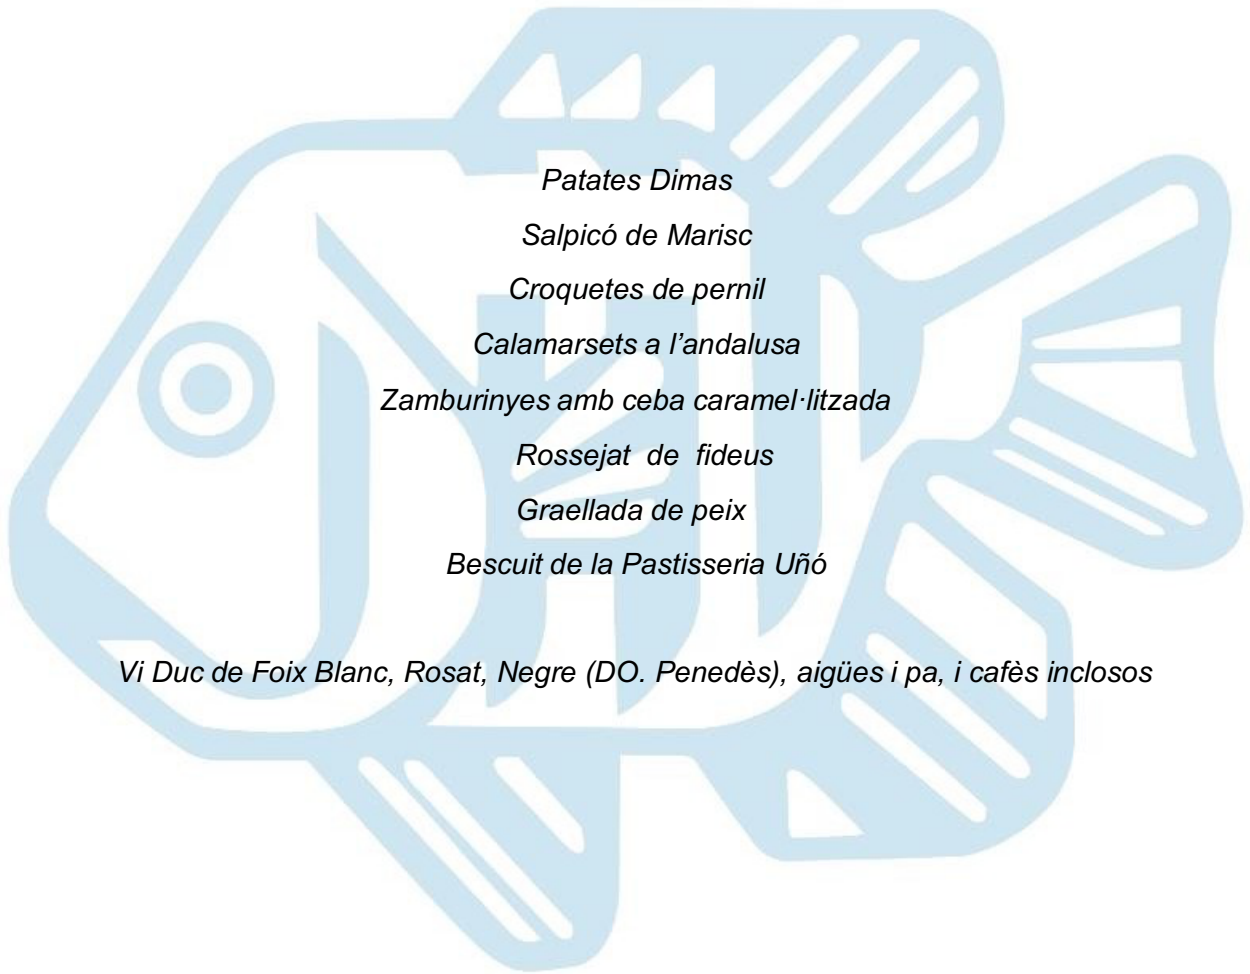 Patates Dimas
Salpicó de Marisc
Croquetes de pernil
Calamarsets a l’andalusa
Zamburinyes amb ceba caramel·litzada
Rossejat de fideus
Graellada de peix
Bescuit de la Pastisseria Uñó
Vi Duc de Foix Blanc, Rosat, Negre (DO. Penedès), aigües i pa, i cafès inclosos